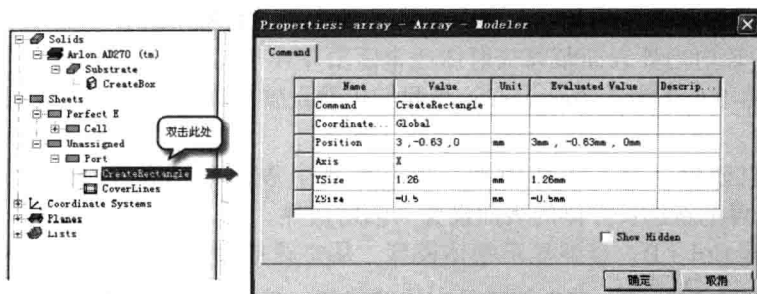 Solids
Arlon AD270 (tm)
Substrate
CreateBox
Sheets
Perfect E
Cell
Unassigned
Port
CreateRectangle
CoverLines
Coordinate Systems
Planes
Lists
双击此处
Properties: array - Array - Modeler
Command
Name Value Unit Evaluated Value Descrip...
Command CreateRectangle
Coordinate... Global
Position 3 ,-0.63 ,0 mm 3mm , -0.63mm , 0mm
Axis X
YSize 1.26 mm 1.26mm
ZSize -0.5 mm -0.5mm
Show Hidden
确定 取消